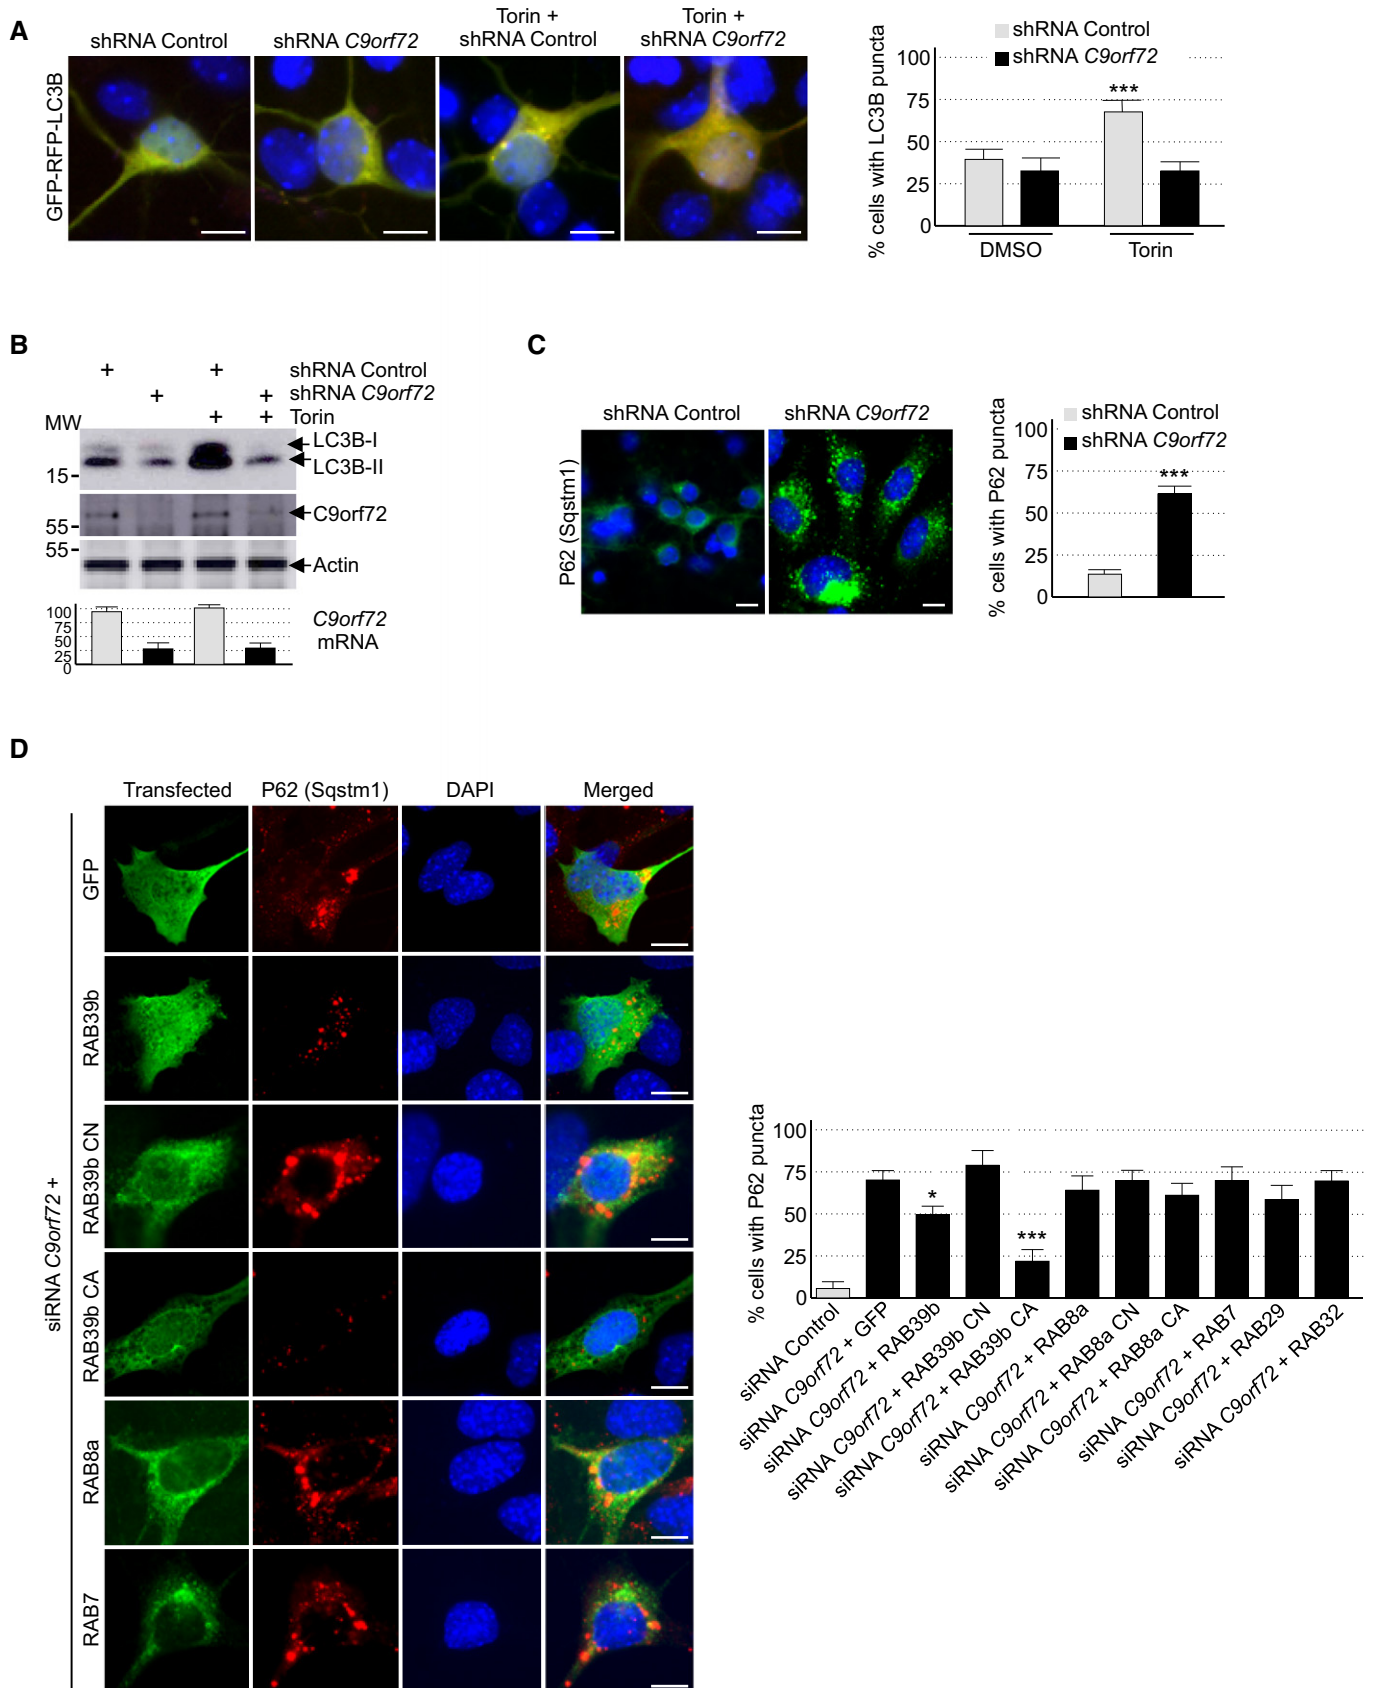 A
shRNA Control
shRNA C9orf72
Torin +
shRNA Control
Torin +
shRNA C9orf72
GFP-RFP-LC3B
shRNA Control
shRNA C9orf72
% cells with LC3B puncta
100
75
50
25
0
***
DMSO
Torin
B
+ + shRNA Control
+ + shRNA C9orf72
+ + Torin
MW
LC3B-I
LC3B-II
15
C9orf72
55
55
Actin
100
75
50
25
0
C9orf72
mRNA
C
shRNA Control
shRNA C9orf72
P62 (Sqstm1)
shRNA Control
shRNA C9orf72
% cells with P62 puncta
100
75
50
25
0
***
D
Transfected
P62 (Sqstm1)
DAPI
Merged
siRNA C9orf72 +
GFP
RAB39b
RAB39b CN
RAB39b CA
RAB8a
RAB7
% cells with P62 puncta
100
75
50
25
0
*
***
siRNA Control
siRNA C9orf72 + GFP
siRNA C9orf72 + RAB39b
siRNA C9orf72 + RAB39b CN
siRNA C9orf72 + RAB39b CA
siRNA C9orf72 + RAB8a
siRNA C9orf72 + RAB8a CN
siRNA C9orf72 + RAB8a CA
siRNA C9orf72 + RAB7
siRNA C9orf72 + RAB29
siRNA C9orf72 + RAB32